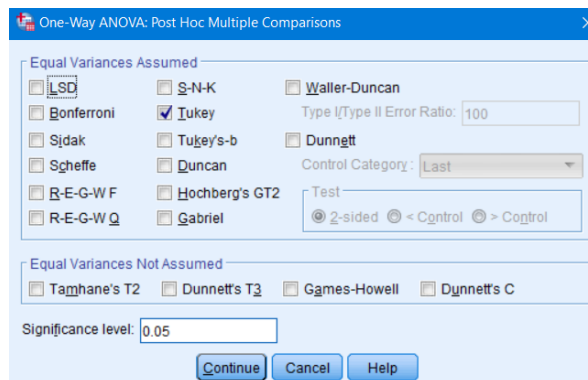 One-Way ANOVA: Post Hoc Multiple Comparisons
Equal Variances Assumed
LSD
S-N-K
Waller-Duncan
Bonferroni
Tukey
Type I/Type II Error Ratio: 100
Sidak
Tukey's-b
Dunnett
Scheffe
Duncan
Control Category: Last
R-E-G-W F
Hochberg's GT2
Test
R-E-G-W Q
Gabriel
2-sided < Control > Control
Equal Variances Not Assumed
Tamhane's T2 Dunnett's T3 Games-Howell Dunnett's C
Significance level: 0.05
Continue Cancel Help